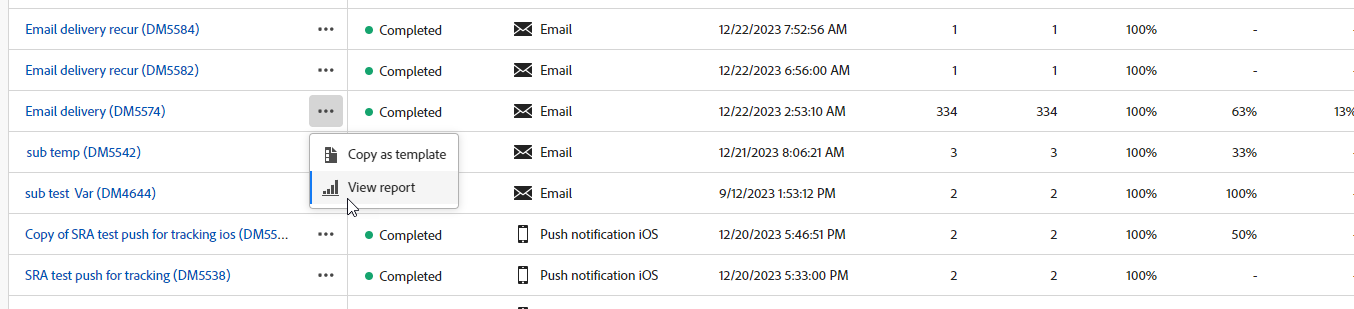 Email delivery recur (DM5584) ••• Completed Email 12/22/2023 7:52:56 AM 1 1 100% -
Email delivery recur (DM5582) ••• Completed Email 12/22/2023 6:56:00 AM 1 1 100% -
Email delivery (DM5574) ••• Completed Email 12/22/2023 2:53:10 AM 334 334 100% 63% 13%
sub temp (DM5542) Email 12/21/2023 8:06:21 AM 3 3 100% 33%
Copy as template
sub test Var (DM4644) Email 9/12/2023 1:53:12 PM 2 2 100% 100%
View report
Copy of SRA test push for tracking ios (DM55... ••• Completed Push notification iOS 12/20/2023 5:46:51 PM 2 2 100% 50%
SRA test push for tracking (DM5538) ••• Completed Push notification iOS 12/20/2023 5:33:00 PM 2 2 100% -